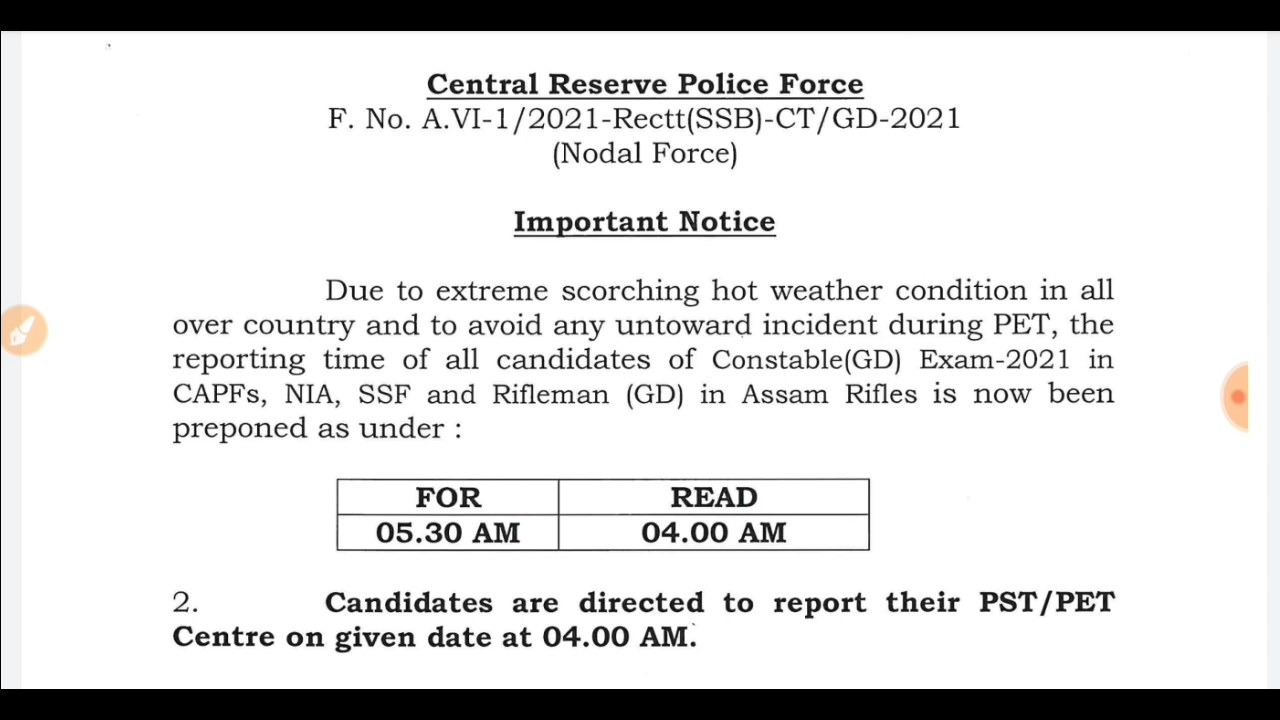 Central Reserve Police Force
F. No. A.VI-1/2021-Rectt(SSB)-CT/GD-2021
(Nodal Force)
Important Notice
Due to extreme scorching hot weather condition in all
over country and to avoid any untoward incident during PET, the
reporting time of all candidates of Constable(GD) Exam-2021 in
CAPFs, NIA, SSF and Rifleman (GD) in Assam Rifles is now been
preponed as under :
FOR READ
05.30 AM 04.00 AM
2. Candidates are directed to report their PST/PET
Centre on given date at 04.00 AM.